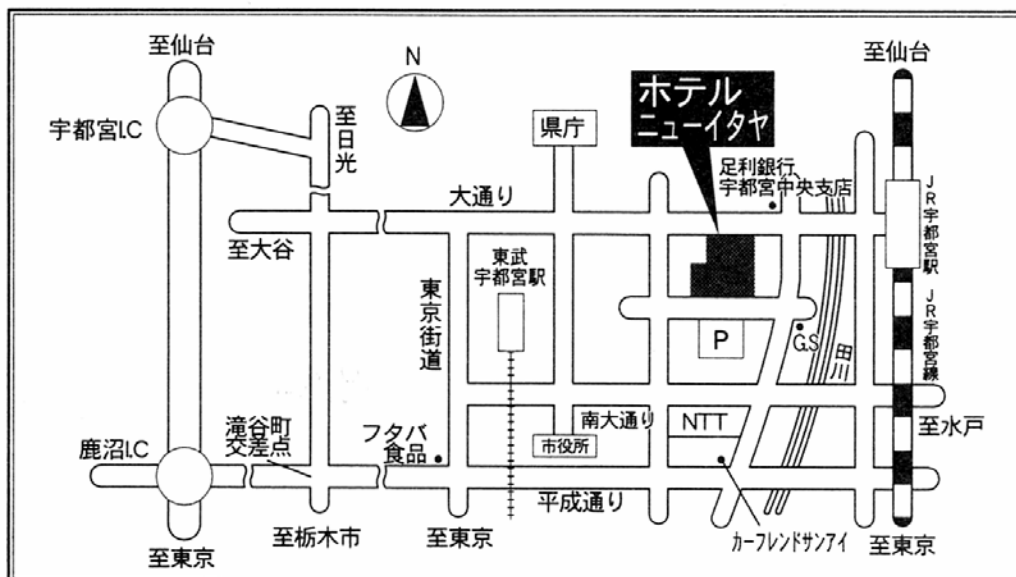 至仙台
N
ホテル
ニューイタヤ
至仙台
宇都宮I.C
至日光
県庁
足利銀行
宇都宮中央支店
大通り
JR宇都宮駅
至大谷
東武
宇都宮駅
東京街道
P
G.S
田川
JR宇都宮線
滝谷町
交差点
フタバ
食品
南大通り
NTT
至水戸
鹿沼I.C
市役所
平成通り
至東京
至栃木市
至東京
カーフレンドサンアイ
至東京